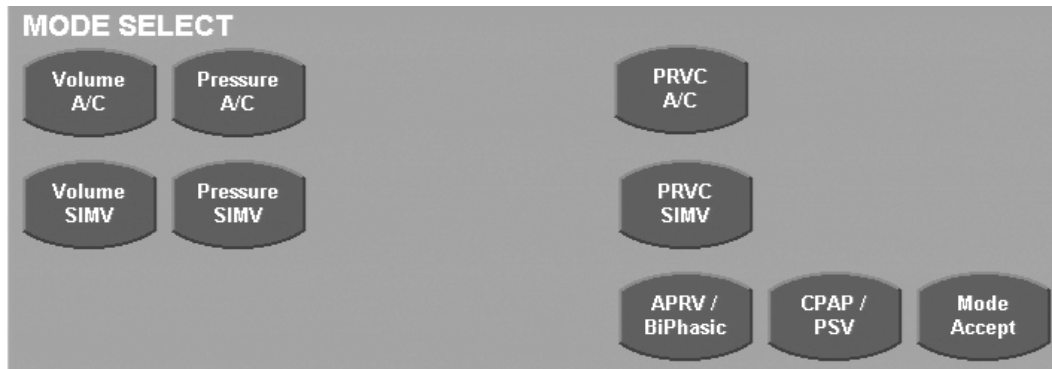 MODE SELECT
Volume
A/C
Pressure
A/C
PRVC
A/C
Volume
SIMV
Pressure
SIMV
PRVC
SIMV
APRV /
BiPhasic
CPAP /
PSV
Mode
Accept